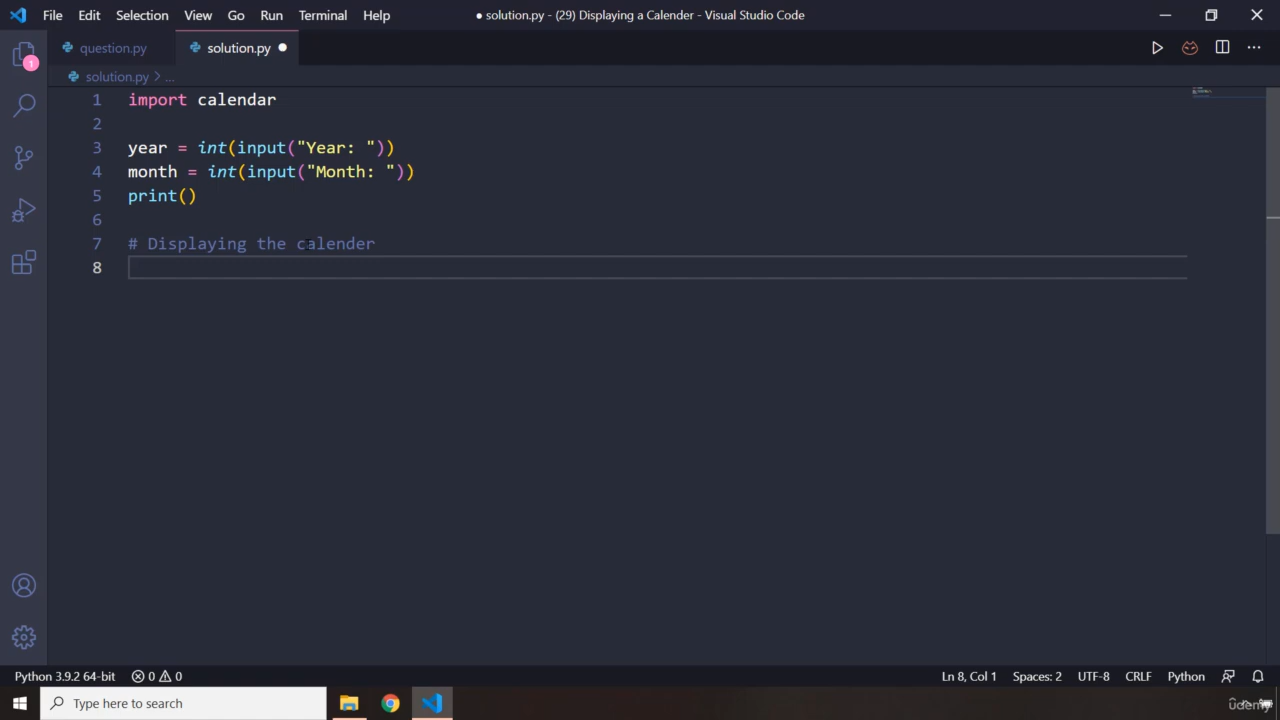 File Edit Selection View Go Run Terminal Help
● solution.py - (29) Displaying a Calender - Visual Studio Code
question.py
solution.py ●
solution.py > ...
1 import calendar
2
3 year = int(input("Year: "))
4 month = int(input("Month: "))
5 print()
6
7 # Displaying the calender
8
1
Python 3.9.2 64-bit 0 0
Ln 8, Col 1 Spaces: 2 UTF-8 CRLF Python
Type here to search
Udemy